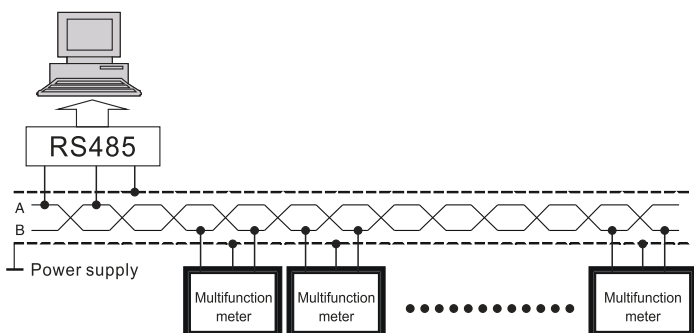 RS485
A
B
Power supply
Multifunction
meter
Multifunction
meter
Multifunction
meter